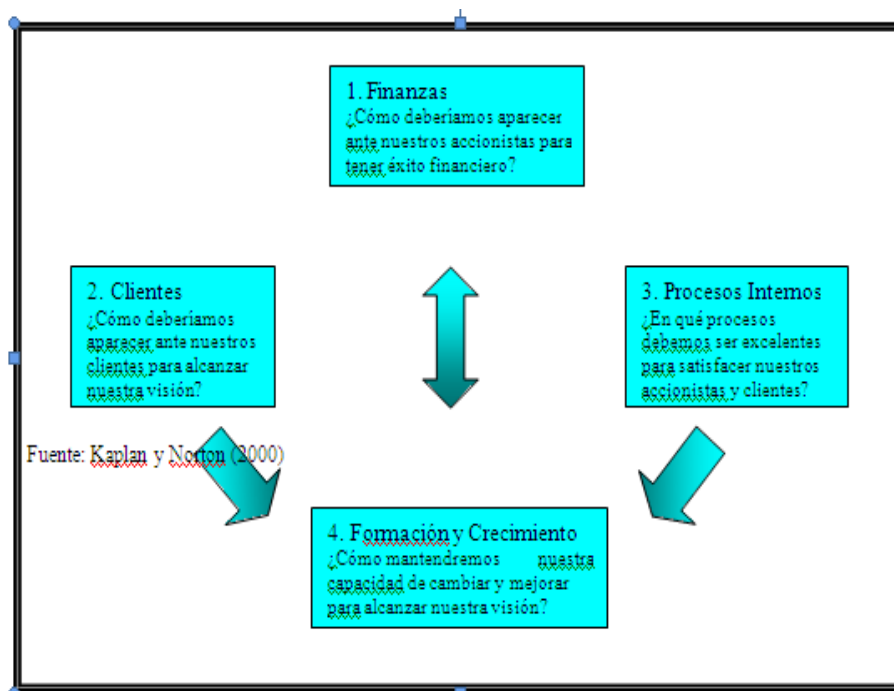 1. Finanzas
¿Cómo deberíamos aparecer
ante nuestros accionistas para
tener éxito financiero?
2. Clientes
¿Cómo deberíamos
aparecer ante nuestros
clientes para alcanzar
nuestra visión?
3. Procesos Internos
¿En qué procesos
debemos ser excelentes
para satisfacer nuestros
accionistas y clientes?
Fuente: Kaplan y Norton (2000)
4. Formación y Crecimiento
¿Cómo mantendremos nuestra
capacidad de cambiar y mejorar
para alcanzar nuestra visión?